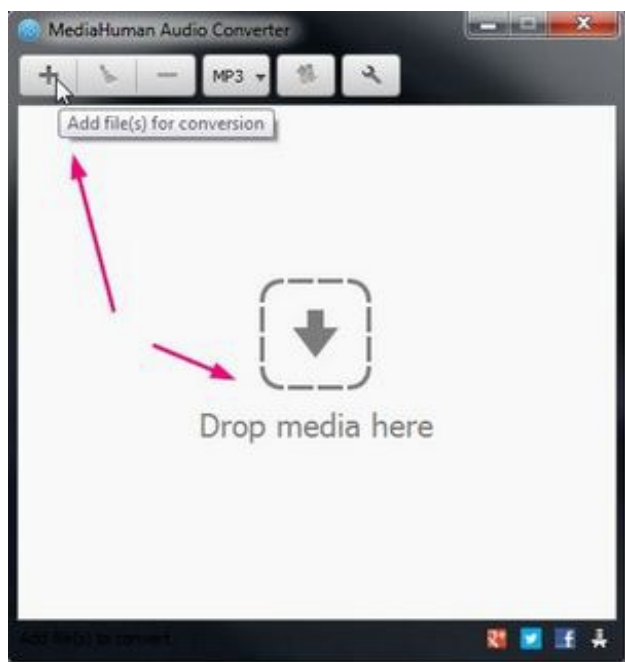 MediaHuman Audio Converter
MP3
Add file(s) for conversion
Drop media here
Add file(s) to convert